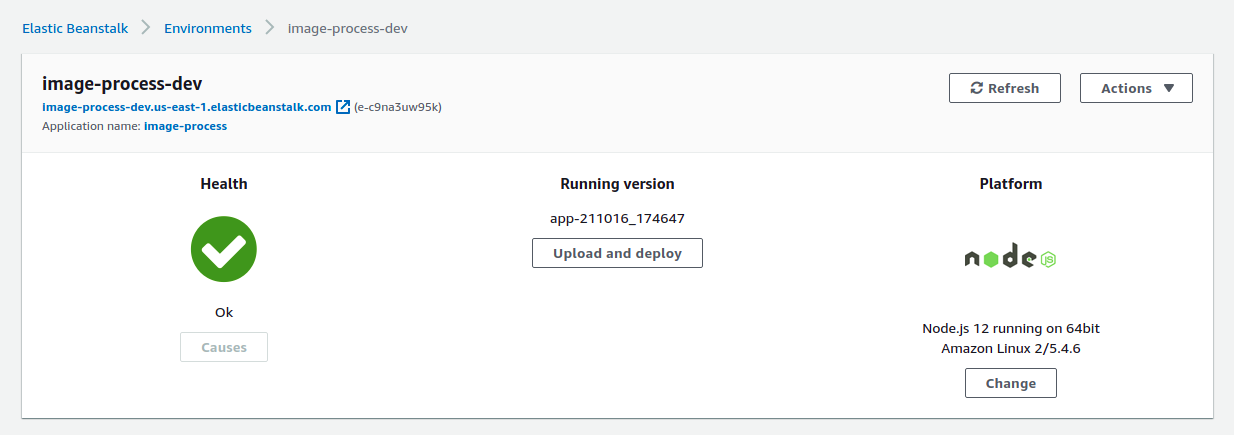 Elastic Beanstalk > Environments > image-process-dev
image-process-dev
image-process-dev.us-east-1.elasticbeanstalk.com (e-c9na3uw95k)
Application name: image-process
Refresh
Actions
Health
Ok
Causes
Running version
app-211016_174647
Upload and deploy
Platform
node JS
Node.js 12 running on 64bit
Amazon Linux 2/5.4.6
Change